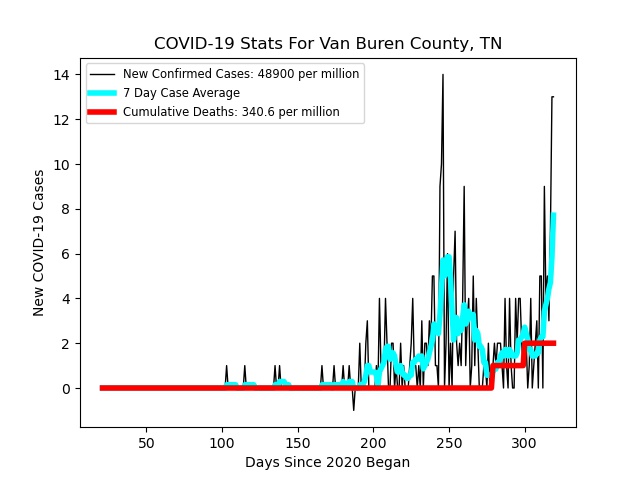 COVID-19 Stats For Van Buren County, TN
New Confirmed Cases: 48900 per million
7 Day Case Average
Cumulative Deaths: 340.6 per million
New COVID-19 Cases
14
12
10
8
6
4
2
0
50 100 150 200 250 300
Days Since 2020 Began